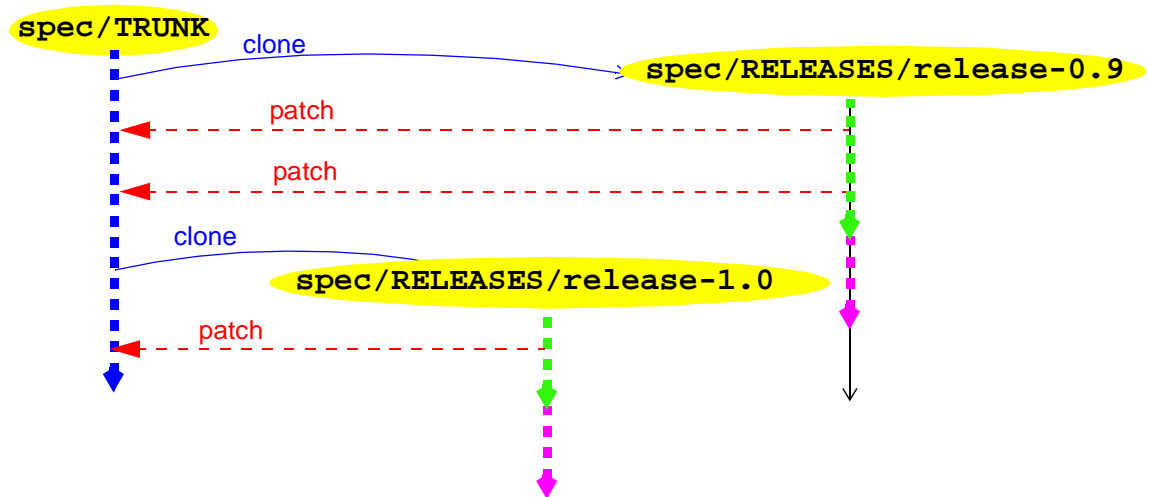 spec/TRUNK
clone
spec/RELEASES/release-0.9
patch
patch
clone
spec/RELEASES/release-1.0
patch